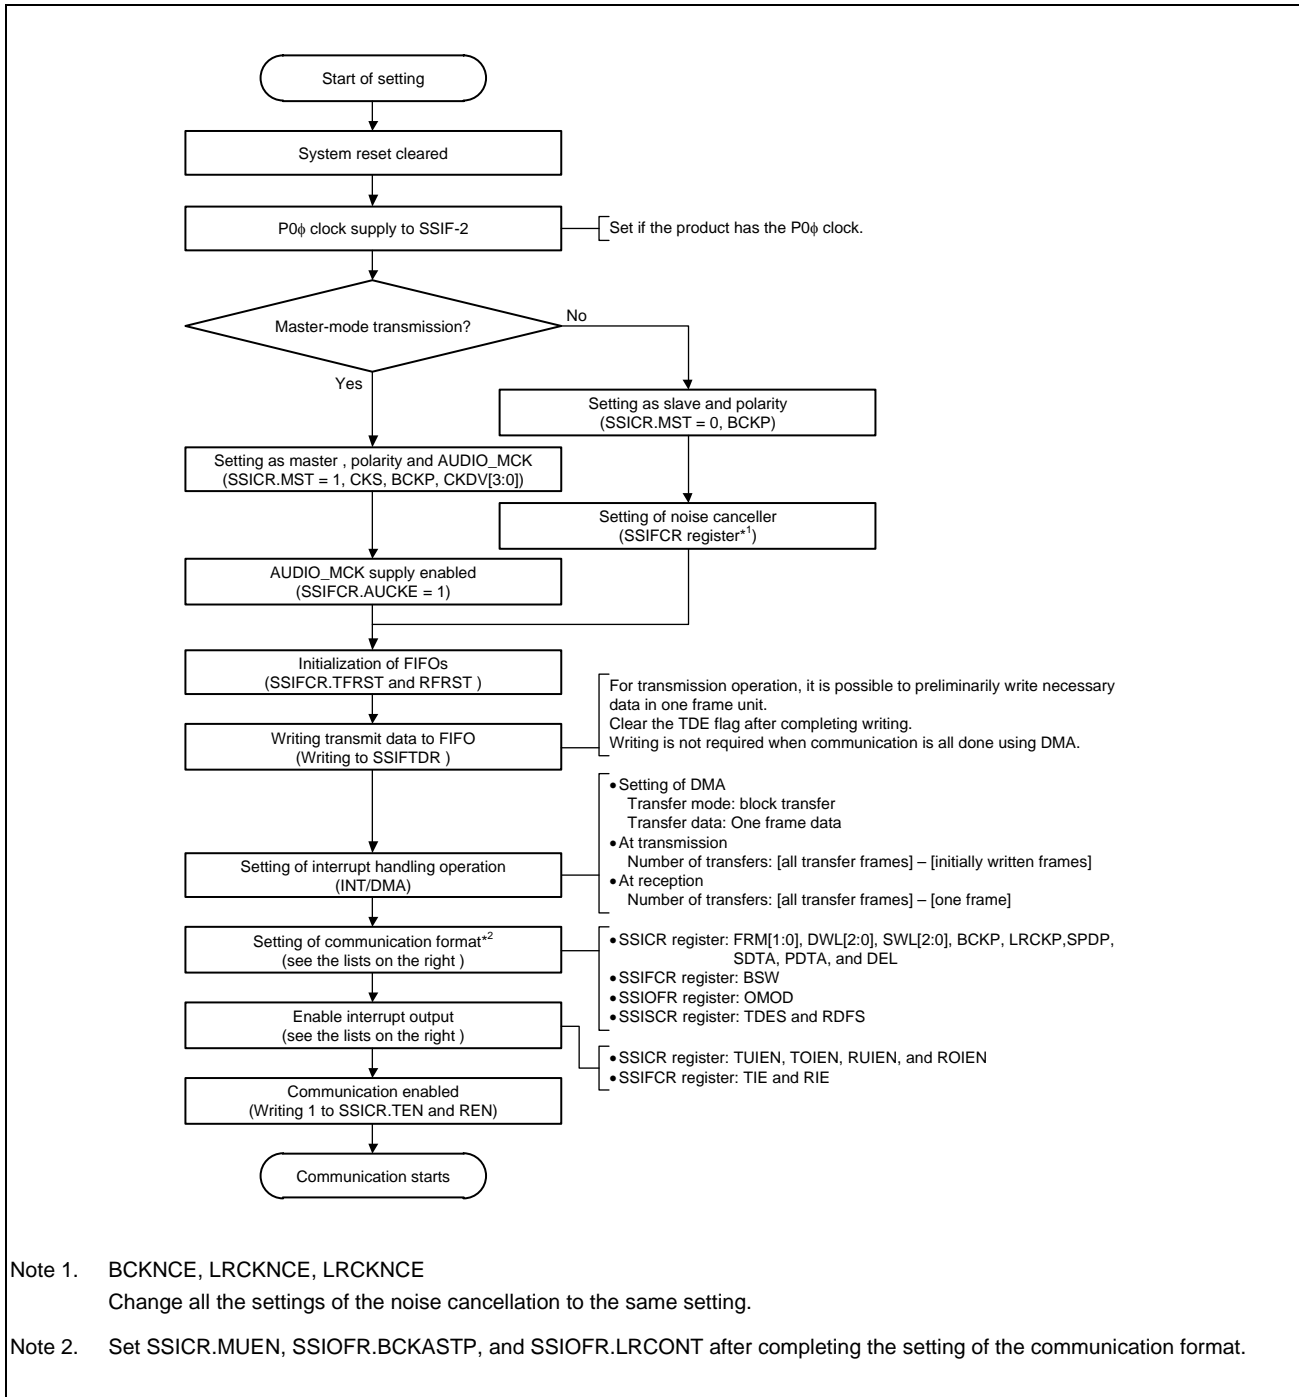 Start of setting
System reset cleared
P0ϕ clock supply to SSIF-2
Set if the product has the P0ϕ clock.
Master-mode transmission?
No
Yes
Setting as slave and polarity
(SSICR.MST = 0, BCKP)
Setting as master , polarity and AUDIO_MCK
(SSICR.MST = 1, CKS, BCKP, CKDV[3:0])
Setting of noise canceller
(SSIFCR register*1)
AUDIO_MCK supply enabled
(SSIFCR.AUCKE = 1)
Initialization of FIFOs
(SSIFCR.TFRST and RFRST )
Writing transmit data to FIFO
(Writing to SSIFTDR )
For transmission operation, it is possible to preliminarily write necessary
data in one frame unit.
Clear the TDE flag after completing writing.
Writing is not required when communication is all done using DMA.
Setting of interrupt handling operation
(INT/DMA)
•Setting of DMA
Transfer mode: block transfer
Transfer data: One frame data
•At transmission
Number of transfers: [all transfer frames] – [initially written frames]
•At reception
Number of transfers: [all transfer frames] – [one frame]
Setting of communication format*2
(see the lists on the right )
•SSICR register: FRM[1:0], DWL[2:0], SWL[2:0], BCKP, LRCKP,SPDP,
SDTA, PDTA, and DEL
•SSIFCR register: BSW
•SSIOFR register: OMOD
•SSISCR register: TDES and RDFS
Enable interrupt output
(see the lists on the right )
•SSICR register: TUIEN, TOIEN, RUIEN, and ROIEN
•SSIFCR register: TIE and RIE
Communication enabled
(Writing 1 to SSICR.TEN and REN)
Communication starts
Note 1. BCKNCE, LRCKNCE, LRCKNCE
Change all the settings of the noise cancellation to the same setting.
Note 2. Set SSICR.MUEN, SSIOFR.BCKASTP, and SSIOFR.LRCONT after completing the setting of the communication format.